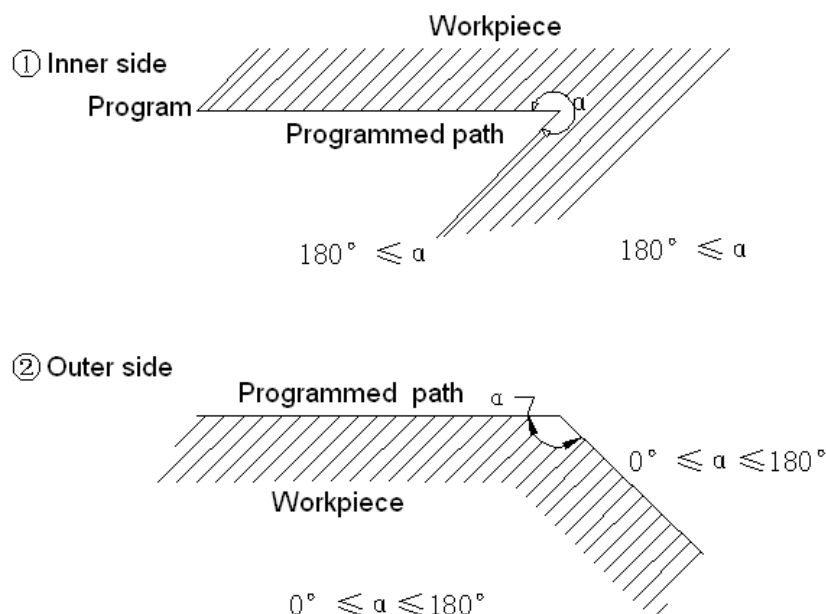 Workpiece
① Inner side
Program
α
Programmed path
180° ≤ α
180° ≤ α
② Outer side
Programmed path
α
0° ≤ α ≤180°
Workpiece
0° ≤ α ≤180°